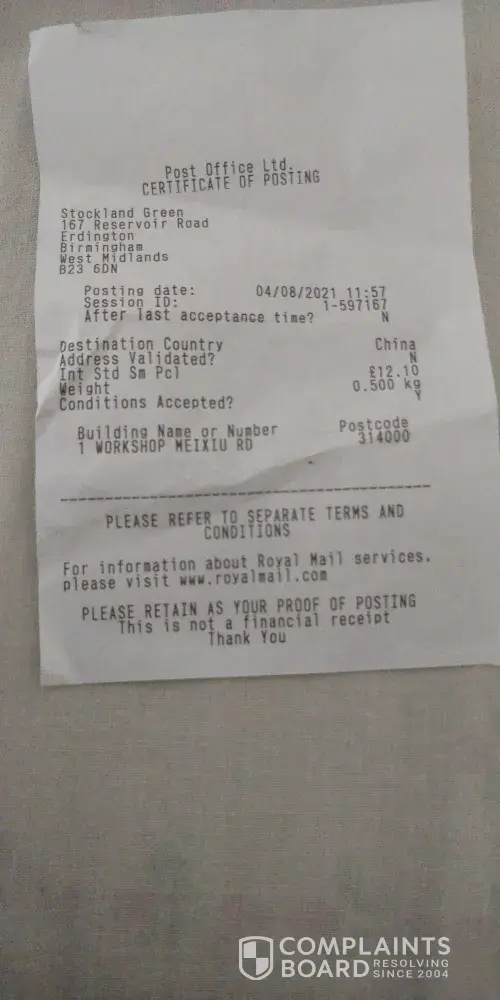 Post Office Ltd.
CERTIFICATE OF POSTING
Stockland Green
167 Reservoir Road
Erdington
Birmingham
West Midlands
B23 6DN
Posting date: 04/08/2021 11:57
Session ID: 1-597167
After last acceptance time? N
Destination Country China
Address Validated? N
Int Std Sm Pcl £12.10
Weight 0.500 kg
Conditions Accepted? Y
Building Name or Number Postcode
1 WORKSHOP MEIXIU RD 314000
PLEASE REFER TO SEPARATE TERMS AND
CONDITIONS
For information about Royal Mail services.
please visit www.royalmail.com
PLEASE RETAIN AS YOUR PROOF OF POSTING
This is not a financial receipt
Thank You
COMPLAINTS
BOARD RESOLVING
SINCE 2004